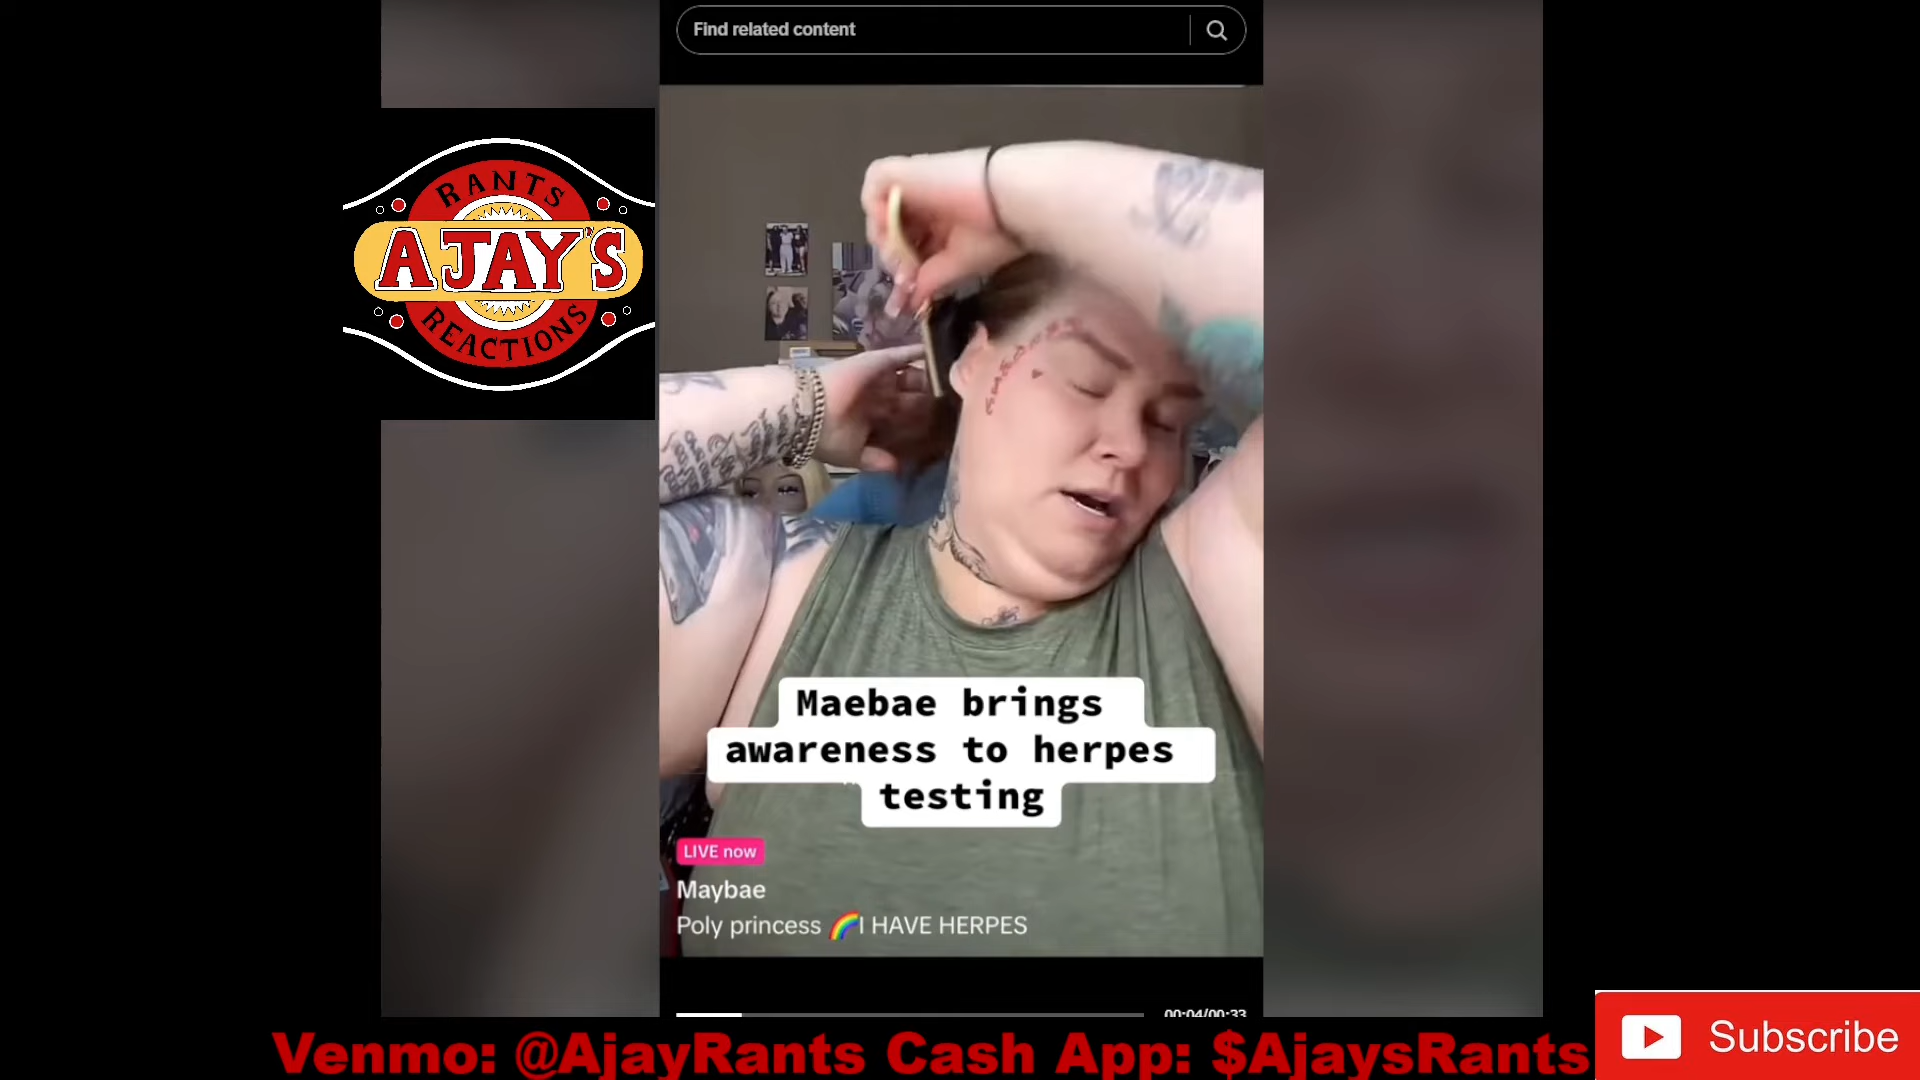 Find related content
RANTS
AJAY'S
REACTIONS
Maebae brings
awareness to herpes
testing
LIVE now
Maybae
Poly princess 🌈I HAVE HERPES
00:04/00:33
Venmo: @AjayRants Cash App: $AjaysRants
Subscribe